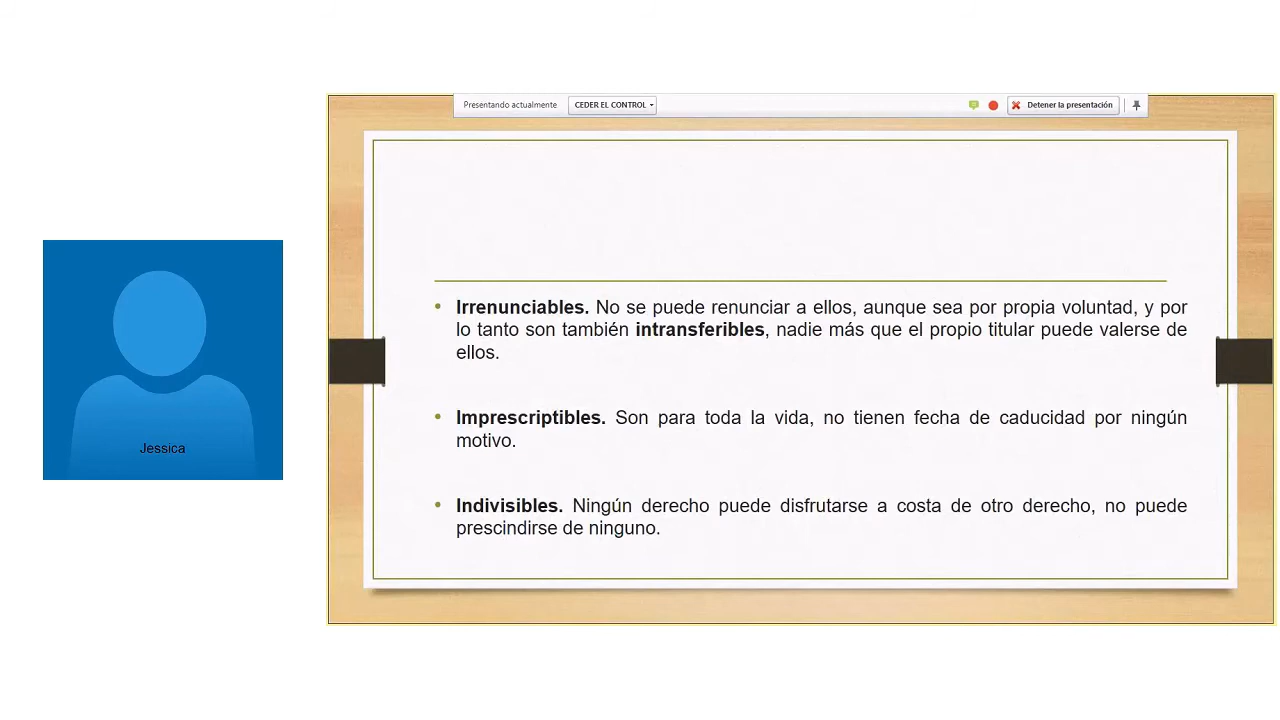 Presentando actualmente CEDER EL CONTROL Detener la presentación
• Irrenunciables. No se puede renunciar a ellos, aunque sea por propia voluntad, y por
lo tanto son también intransferibles, nadie más que el propio titular puede valerse de
ellos.
• Imprescriptibles. Son para toda la vida, no tienen fecha de caducidad por ningún
motivo.
Jessica
• Indivisibles. Ningún derecho puede disfrutarse a costa de otro derecho, no puede
prescindirse de ninguno.